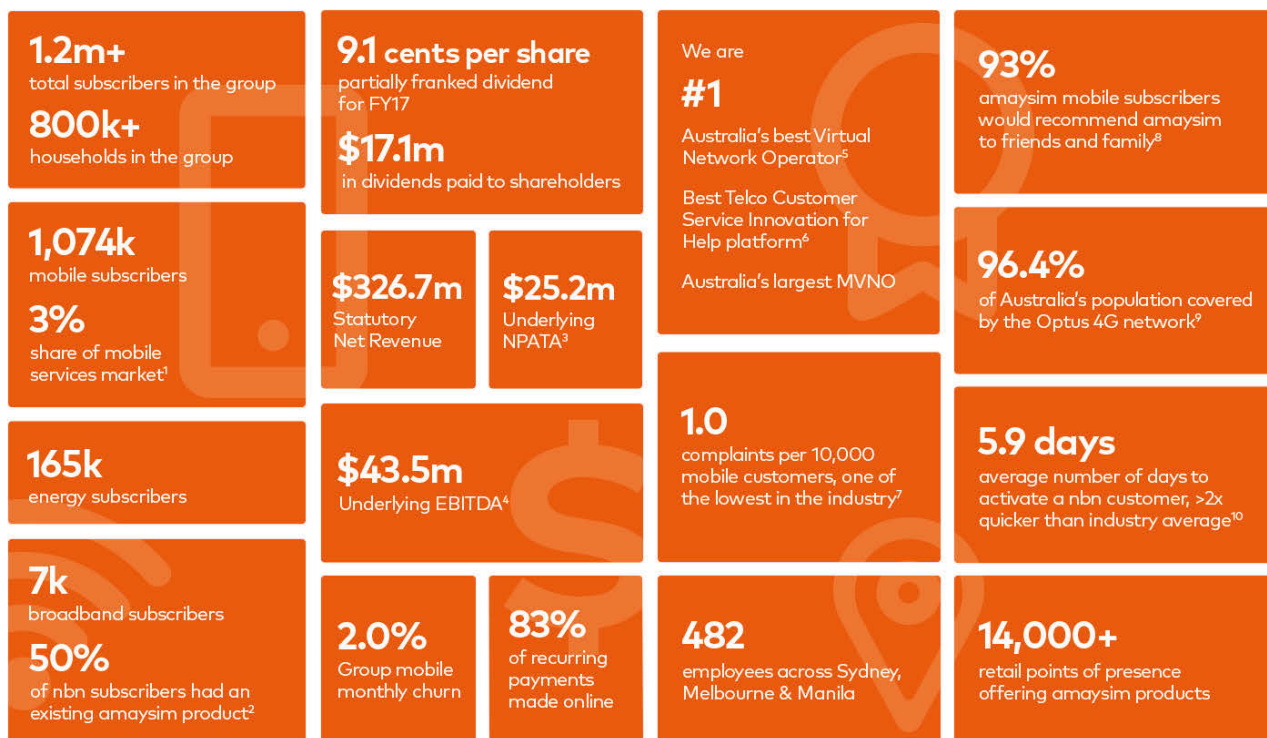 1.2m+
total subscribers in the group
800k+
households in the group
1,074k
mobile subscribers
3%
share of mobile
services market¹
165k
energy subscribers
7k
broadband subscribers
50%
of nbn subscribers had an
existing amaysim product²
9.1 cents per share
partially franked dividend
for FY17
$17.1m
in dividends paid to shareholders
$326.7m
Statutory
Net Revenue
$25.2m
Underlying
NPATA³
$43.5m
Underlying EBITDA⁴
2.0%
Group mobile
monthly churn
83%
of recurring
payments
made online
We are
#1
Australia's best Virtual
Network Operator⁵
Best Telco Customer
Service Innovation for
Help platform⁶
Australia's largest MVNO
1.0
complaints per 10,000
mobile customers, one of
the lowest in the industry⁷
482
employees across Sydney,
Melbourne & Manila
93%
amaysim mobile subscribers
would recommend amaysim
to friends and family⁸
96.4%
of Australia's population covered
by the Optus 4G network⁹
5.9 days
average number of days to
activate a nbn customer, >2x
quicker than industry average¹⁰
14,000+
retail points of presence
offering amaysim products